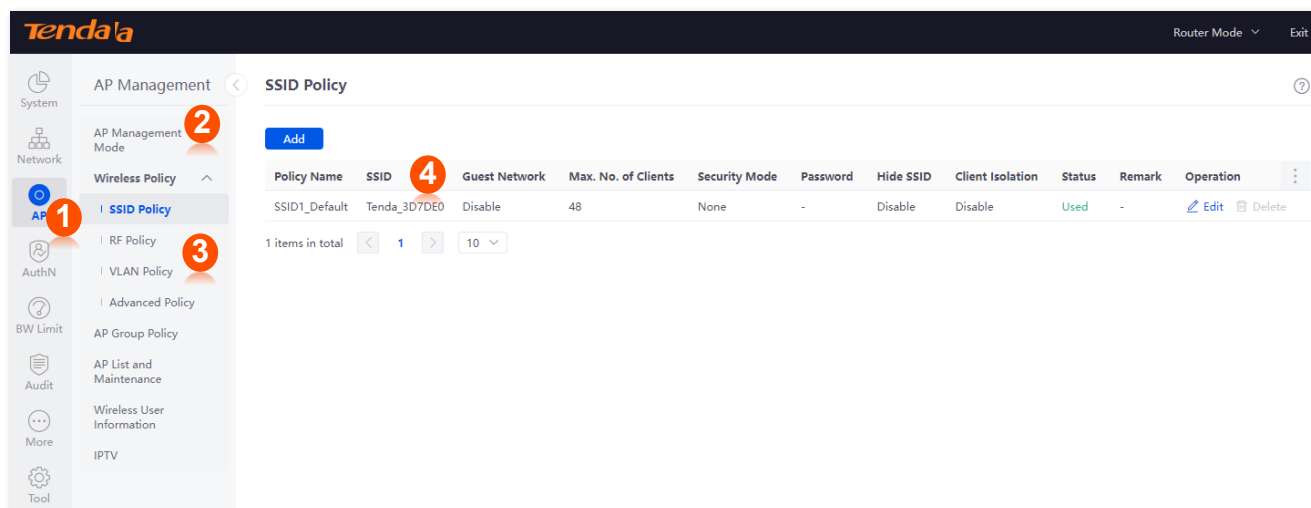 Tenda
Router Mode
Exit
System
Network
AP
AuthN
BW Limit
Audit
More
Tool
AP Management
AP Management
Mode
Wireless Policy
SSID Policy
RF Policy
VLAN Policy
Advanced Policy
AP Group Policy
AP List and
Maintenance
Wireless User
Information
IPTV
1
2
3
4
SSID Policy
?
Add
Policy Name SSID Guest Network Max. No. of Clients Security Mode Password Hide SSID Client Isolation Status Remark Operation
SSID1_Default Tenda_3D7DE0 Disable 48 None - Disable Disable Used - Edit Delete
1 items in total < 1 > 10